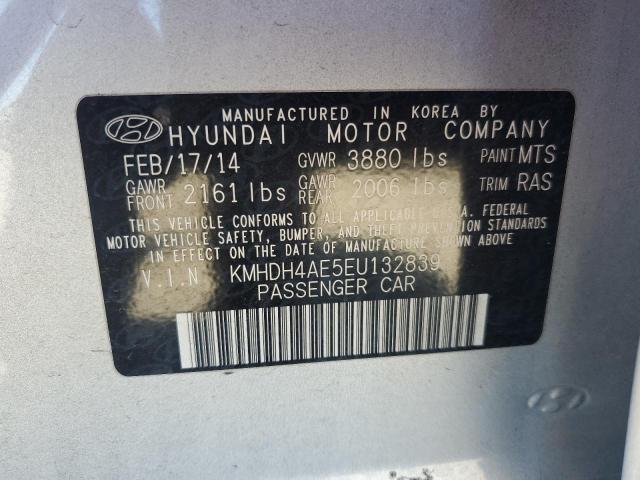 MANUFACTURED IN KOREA BY
HYUNDAI MOTOR COMPANY
FEB/17/14 GVWR 3880 lbs PAINT MTS
GAWR FRONT 2161 lbs GAWR REAR 2006 lbs TRIM RAS
THIS VEHICLE CONFORMS TO ALL APPLICABLE U.S.A. FEDERAL
MOTOR VEHICLE SAFETY, BUMPER, AND THEFT PREVENTION STANDARDS
IN EFFECT ON THE DATE OF MANUFACTURE SHOWN ABOVE
V.I.N KMHDH4AE5EU132839
PASSENGER CAR